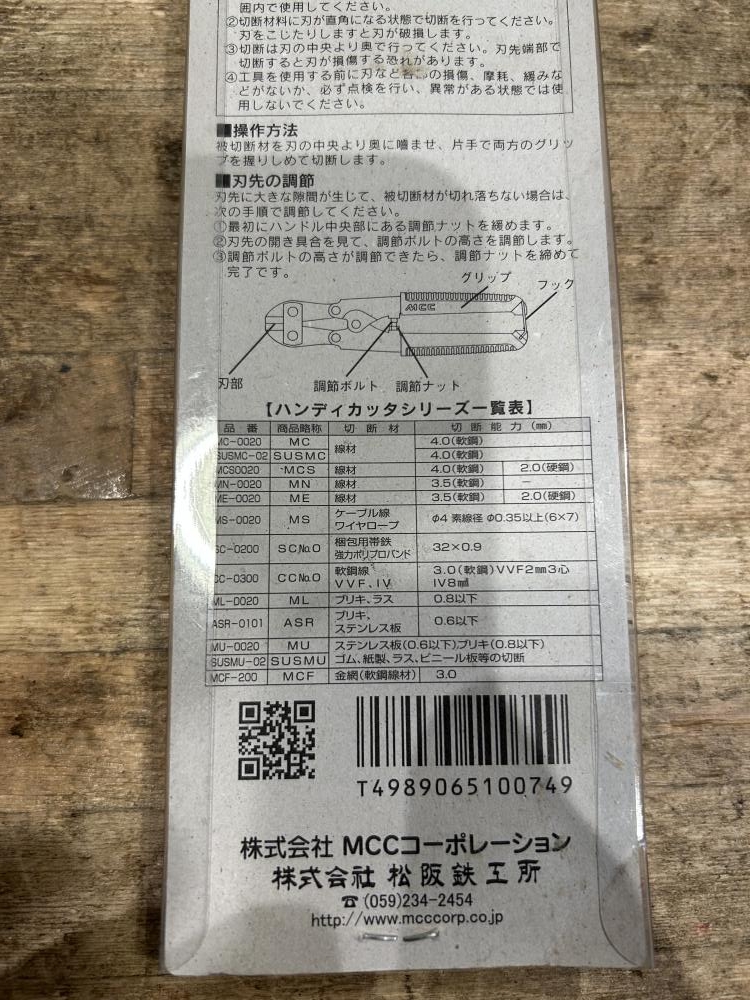 囲内で使用してください。
②切断材料に刃が直角になる状態で切断を行ってください。
刃をこじたりしますと刃が破損します。
③切断は刃の中央より奥で行ってください。刃先端部で
切断すると刃が損傷する恐れがあります。
④工具を使用する前に刃など各部の損傷、摩耗、緩みな
どがないか、必ず点検を行い、異常がある状態では使
用しないでください。
■操作方法
被切断材を刃の中央より奥に噛ませ、片手で両方のグリッ
プを握りしめて切断します。
■刃先の調節
刃先に大きな隙間が生じて、被切断材が切れ落ちない場合は、
次の手順で調節してください。
①最初にハンドル中央部にある調節ナットを緩めます。
②刃先の開き具合を見て、調節ボルトの高さを調節します。
③調節ボルトの高さが調節できたら、調節ナットを締めて
完了です。
グリップ
フック
MCC
刃部
調節ボルト 調節ナット
【ハンディカッタシリーズ一覧表】
品 番 商品略称 切 断 材 切 断 能 力 (㎜)
MC-0020 MC 線材 4.0(軟鋼)
SUSMC-02 SUSMC 4.0(軟鋼)
MCS0020 MCS 線材 4.0(軟鋼) 2.0(硬鋼)
MN-0020 MN 線材 3.5(軟鋼) −
ME-0020 ME 線材 3.5(軟鋼) 2.0(硬鋼)
MS-0020 MS ケーブル線 ワイヤロープ Φ4 素線径 Φ0.35以上(6×7)
SC-0200 SC№0 梱包用帯鉄 強力ポリプロバンド 32×0.9
CC-0300 CC№0 軟鋼線 VVF、IV 3.0(軟鋼)VVF2㎜3心 IV8㎟
ML-0020 ML ブリキ、ラス 0.8以下
ASR-0101 ASR ブリキ、ステンレス板 0.6以下
MU-0020 MU ステンレス板(0.6以下)、ブリキ(0.8以下)
SUSMU-02 SUSMU ゴム、紙製、ラス、ビニール板等の切断
MCF-200 MCF 金網(軟鋼線材) 3.0
T4989065100749
株式会社 MCCコーポレーション
株式会社 松阪鉄工所
☎(059)234-2454
http://www.mcccorp.co.jp